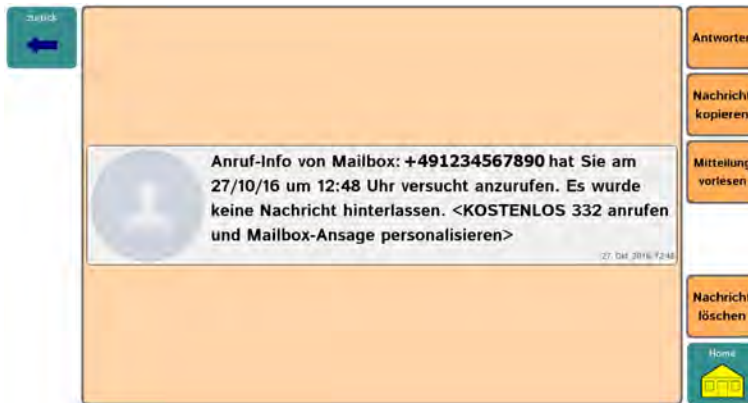 zurück
Antworten
Nachricht
kopieren
Anruf-Info von Mailbox: +491234567890 hat Sie am
27/10/16 um 12:48 Uhr versucht anzurufen. Es wurde
keine Nachricht hinterlassen. <KOSTENLOS 332 anrufen
und Mailbox-Ansage personalisieren>
27. Okt. 2016 12:48
Mitteilung
vorlesen
Nachricht
löschen
Home